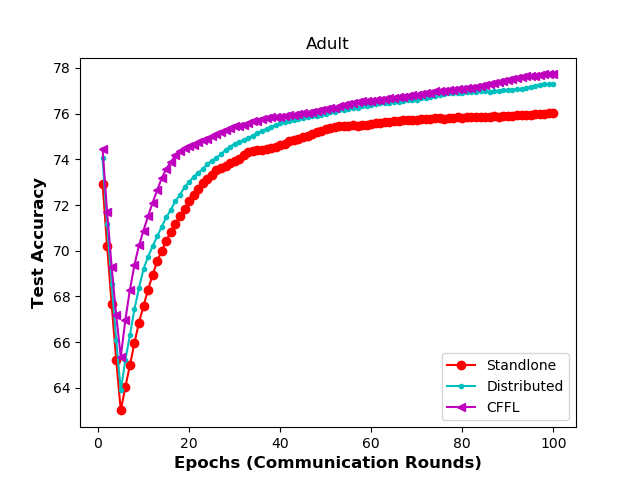 Adult
78
76
74
72
70
68
66
64
Test Accuracy
0 20 40 60 80 100
Epochs (Communication Rounds)
Standlone
Distributed
CFFL